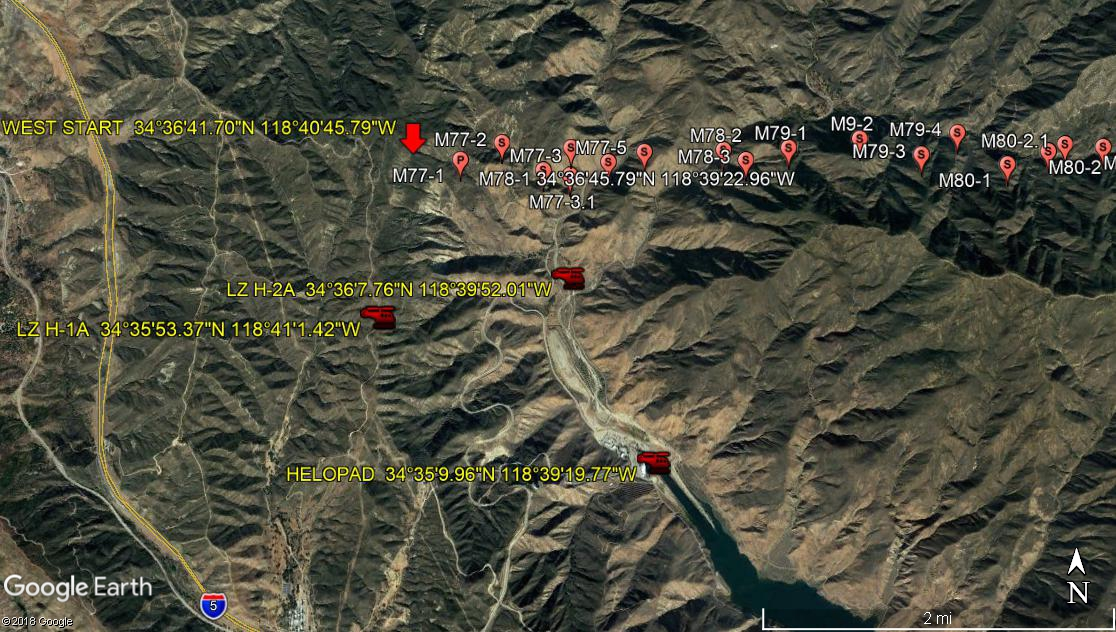 WEST START 34°36'41.70"N 118°40'45.79"W
M77-1
P
M77-2
S
M77-3
S
S
M77-5
S
S
M78-1 34°36'45.79"N 118°39'22.96"W
M77-3.1
M78-2
M78-3
S
M79-1
S
M9-2
S
M79-3
S
M79-4
S
M80-1
S
M80-2.1
S
S
M80-2
S
M
LZ H-2A 34°36'7.76"N 118°39'52.01"W
LZ H-1A 34°35'53.37"N 118°41'1.42"W
HELOPAD 34°35'9.96"N 118°39'19.77"W
Google Earth
©2018 Google
5
N
2 mi